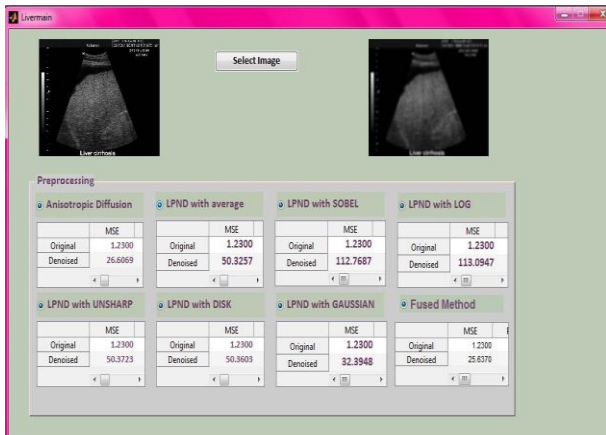 Livermain
Select Image
Liver cirrhosis
Preprocessing
Anisotropic Diffusion
MSE
Original 1.2300
Denoised 26.6069
LPND with average
MSE
Original 1.2300
Denoised 50.3257
LPND with SOBEL
MSE
Original 1.2300
Denoised 112.7687
LPND with LOG
MSE
Original 1.2300
Denoised 113.0947
LPND with UNSHARP
MSE
Original 1.2300
Denoised 50.3723
LPND with DISK
MSE
Original 1.2300
Denoised 50.3603
LPND with GAUSSIAN
MSE
Original 1.2300
Denoised 32.3948
Fused Method
MSE
Original 1.2300
Denoised 25.6370